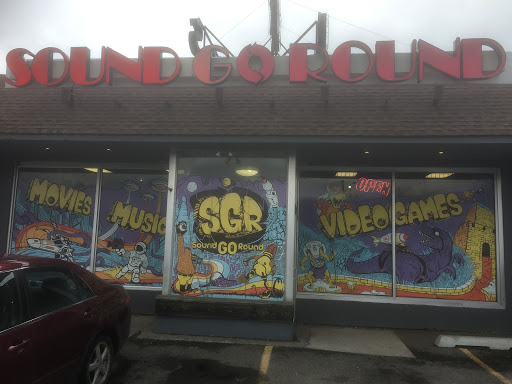 SOUND GO ROUND
MOVIES
MUSIC
SGR
Sound GO Round
OPEN
VIDEO GAMES